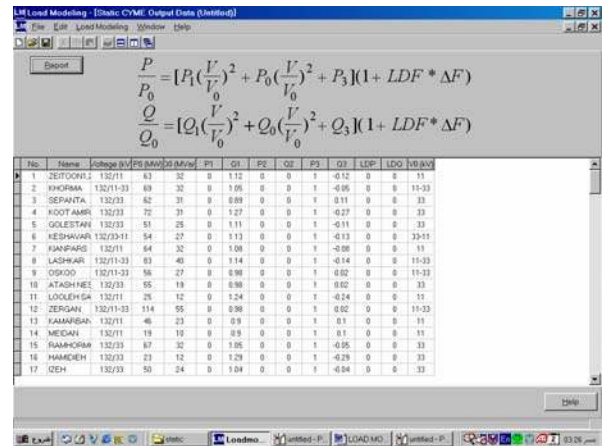 Load Modeling - [Static CYME Output Data (Untitled)]
File Edit Load Modeling Window Help
Report
P/P₀ = [P₁(V/V₀)² + P₀(V/V₀)² + P₃](1 + LDF * ΔF)
Q/Q₀ = [Q₁(V/V₀)² + Q₀(V/V₀)² + Q₃](1 + LDF * ΔF)
No. Name Voltage (kV) P0 (MW) Q0 (MVar) P1 Q1 P2 Q2 P3 Q3 LDP LDQ V0 (kV)
1 ZEITOON1,2 132/11 63 32 0 1.12 0 0 1 -0.12 0 0 11
2 KHORMA 132/11-33 69 32 0 1.05 0 0 1 -0.05 0 0 11-33
3 SEPANTA 132/33 62 31 0 0.89 0 0 1 0.11 0 0 33
4 KOOT AMIR 132/33 72 31 0 1.27 0 0 1 -0.27 0 0 33
5 GOLESTAN 132/33 51 25 0 1.11 0 0 1 -0.11 0 0 33
6 KESHAVAR 132/33-11 54 27 0 1.13 0 0 1 -0.13 0 0 33-11
7 KIANPARS 132/11 64 32 0 1.08 0 0 1 -0.08 0 0 11
8 LASHKAR 132/11-33 83 40 0 1.14 0 0 1 -0.14 0 0 11-33
9 OSKOO 132/11-33 56 27 0 0.98 0 0 1 0.02 0 0 11-33
10 ATASH NES 132/33 55 19 0 0.98 0 0 1 0.02 0 0 33
11 LOOLEH SA 132/11 25 12 0 1.24 0 0 1 -0.24 0 0 11
12 ZERGAN 132/11-33 114 55 0 0.98 0 0 1 0.02 0 0 11-33
13 KAMARBAN 132/11 46 23 0 0.9 0 0 1 0.1 0 0 11
14 MEIDAN 132/11 19 10 0 0.9 0 0 1 0.1 0 0 11
15 RAMHORM 132/33 67 32 0 1.05 0 0 1 -0.05 0 0 33
16 HAMIDIEH 132/33 23 12 0 1.29 0 0 1 -0.29 0 0 33
17 IZEH 132/33 50 24 0 1.04 0 0 1 -0.04 0 0 33
Help
static Loadmo... untitled - P... LOAD MO... untitled - P... 03:26